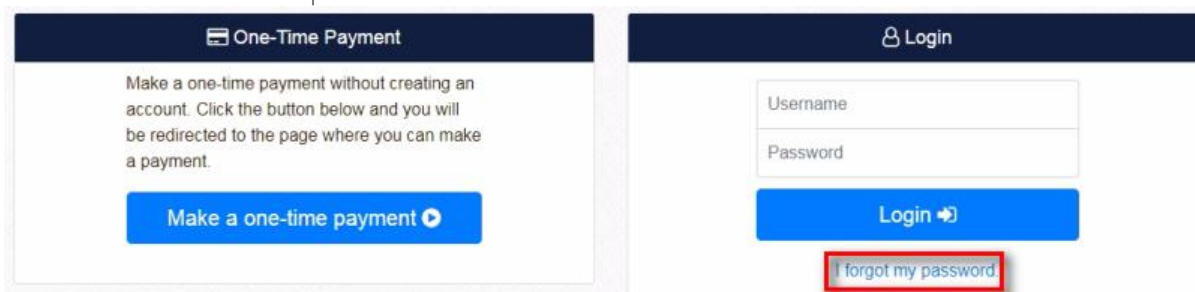 One-Time Payment
Make a one-time payment without creating an
account. Click the button below and you will
be redirected to the page where you can make
a payment.
Make a one-time payment
Login
Username
Password
Login
I forgot my password.